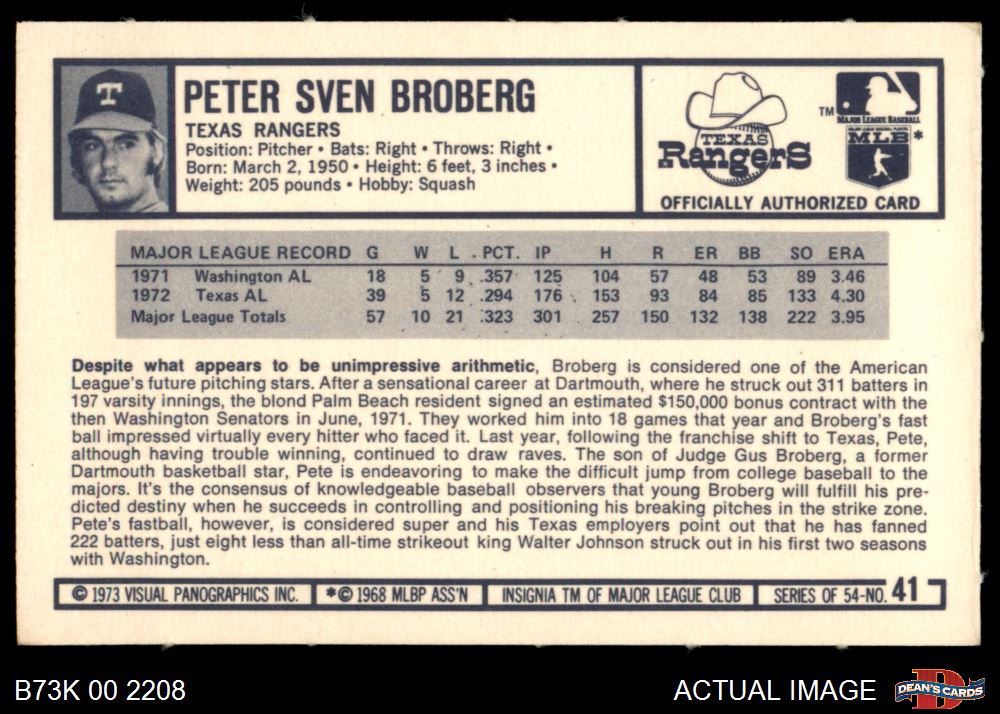 T
PETER SVEN BROBERG
TEXAS RANGERS
Position: Pitcher • Bats: Right • Throws: Right •
Born: March 2, 1950 • Height: 6 feet, 3 inches •
Weight: 205 pounds • Hobby: Squash
TEXAS
Rangers
TM
MAJOR LEAGUE BASEBALL
MAJOR LEAGUE BASEBALL PLAYERS
MLB *
OFFICIALLY AUTHORIZED CARD
MAJOR LEAGUE RECORD G W L PCT. IP H R ER BB SO ERA
1971 Washington AL 18 5 9 .357 125 104 57 48 53 89 3.46
1972 Texas AL 39 5 12 .294 176 153 93 84 85 133 4.30
Major League Totals 57 10 21 .323 301 257 150 132 138 222 3.95
Despite what appears to be unimpressive arithmetic, Broberg is considered one of the American
League's future pitching stars. After a sensational career at Dartmouth, where he struck out 311 batters in
197 varsity innings, the blond Palm Beach resident signed an estimated $150,000 bonus contract with the
then Washington Senators in June, 1971. They worked him into 18 games that year and Broberg's fast
ball impressed virtually every hitter who faced it. Last year, following the franchise shift to Texas, Pete,
although having trouble winning, continued to draw raves. The son of Judge Gus Broberg, a former
Dartmouth basketball star, Pete is endeavoring to make the difficult jump from college baseball to the
majors. It's the consensus of knowledgeable baseball observers that young Broberg will fulfill his pre-
dicted destiny when he succeeds in controlling and positioning his breaking pitches in the strike zone.
Pete's fastball, however, is considered super and his Texas employers point out that he has fanned
222 batters, just eight less than all-time strikeout king Walter Johnson struck out in his first two seasons
with Washington.
© 1973 VISUAL PANOGRAPHICS INC. *© 1968 MLBP ASS'N INSIGNIA TM OF MAJOR LEAGUE CLUB SERIES OF 54-NO. 41
B73K 00 2208
ACTUAL IMAGE
D
DEAN'S CARDS